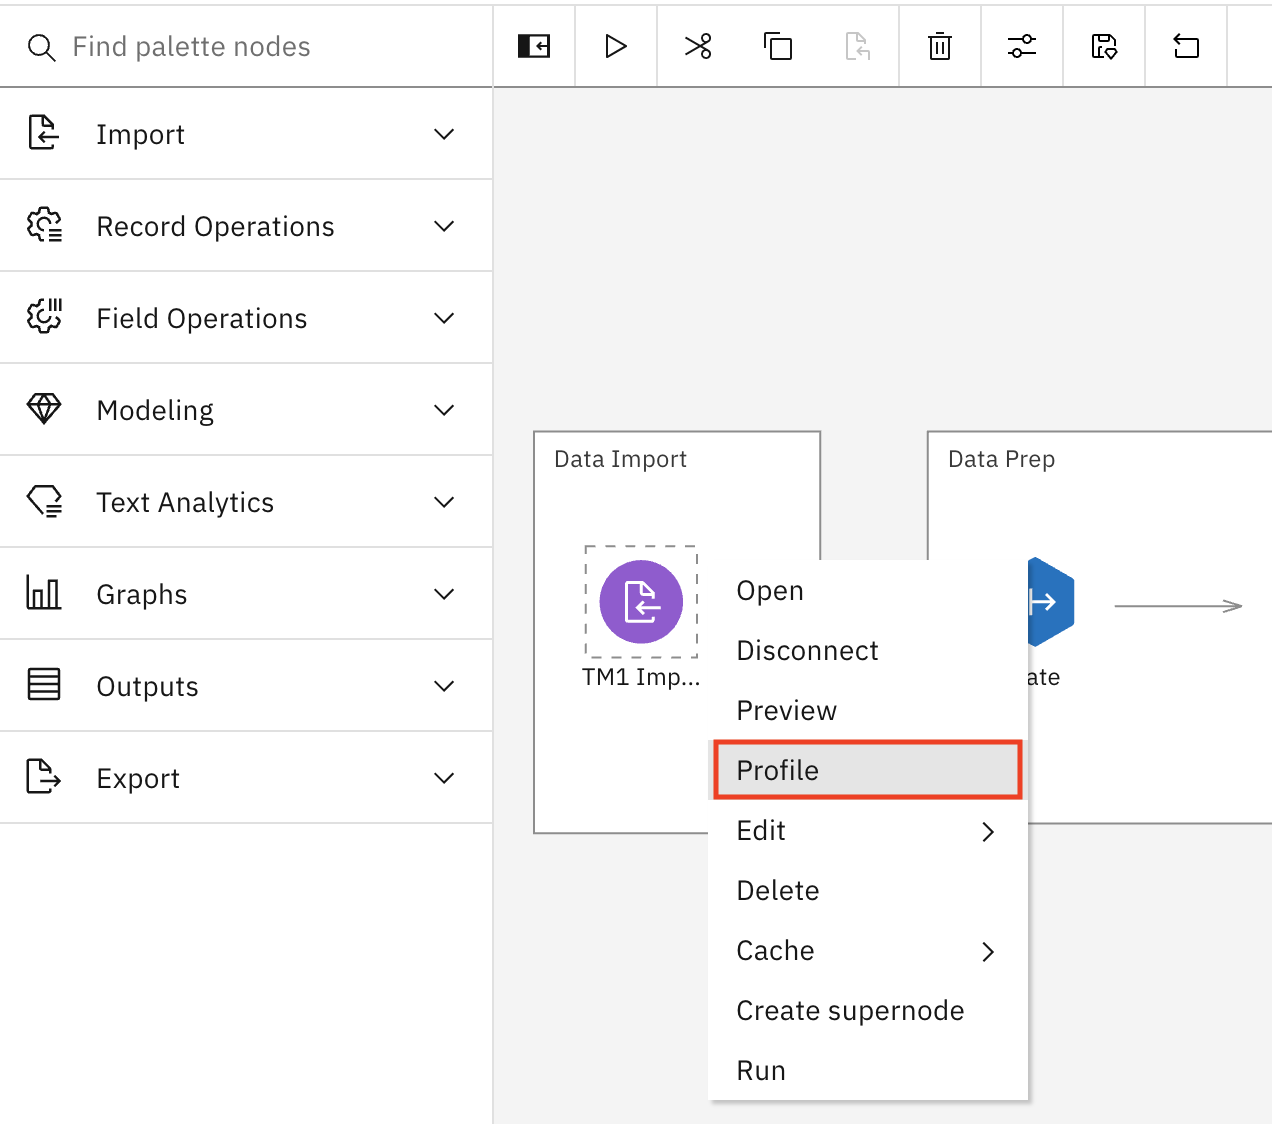 Find palette nodes
Import
Record Operations
Field Operations
Modeling
Text Analytics
Graphs
Outputs
Export
Data Import
TM1 Imp...
Data Prep
ate
Open
Disconnect
Preview
Profile
Edit
Delete
Cache
Create supernode
Run